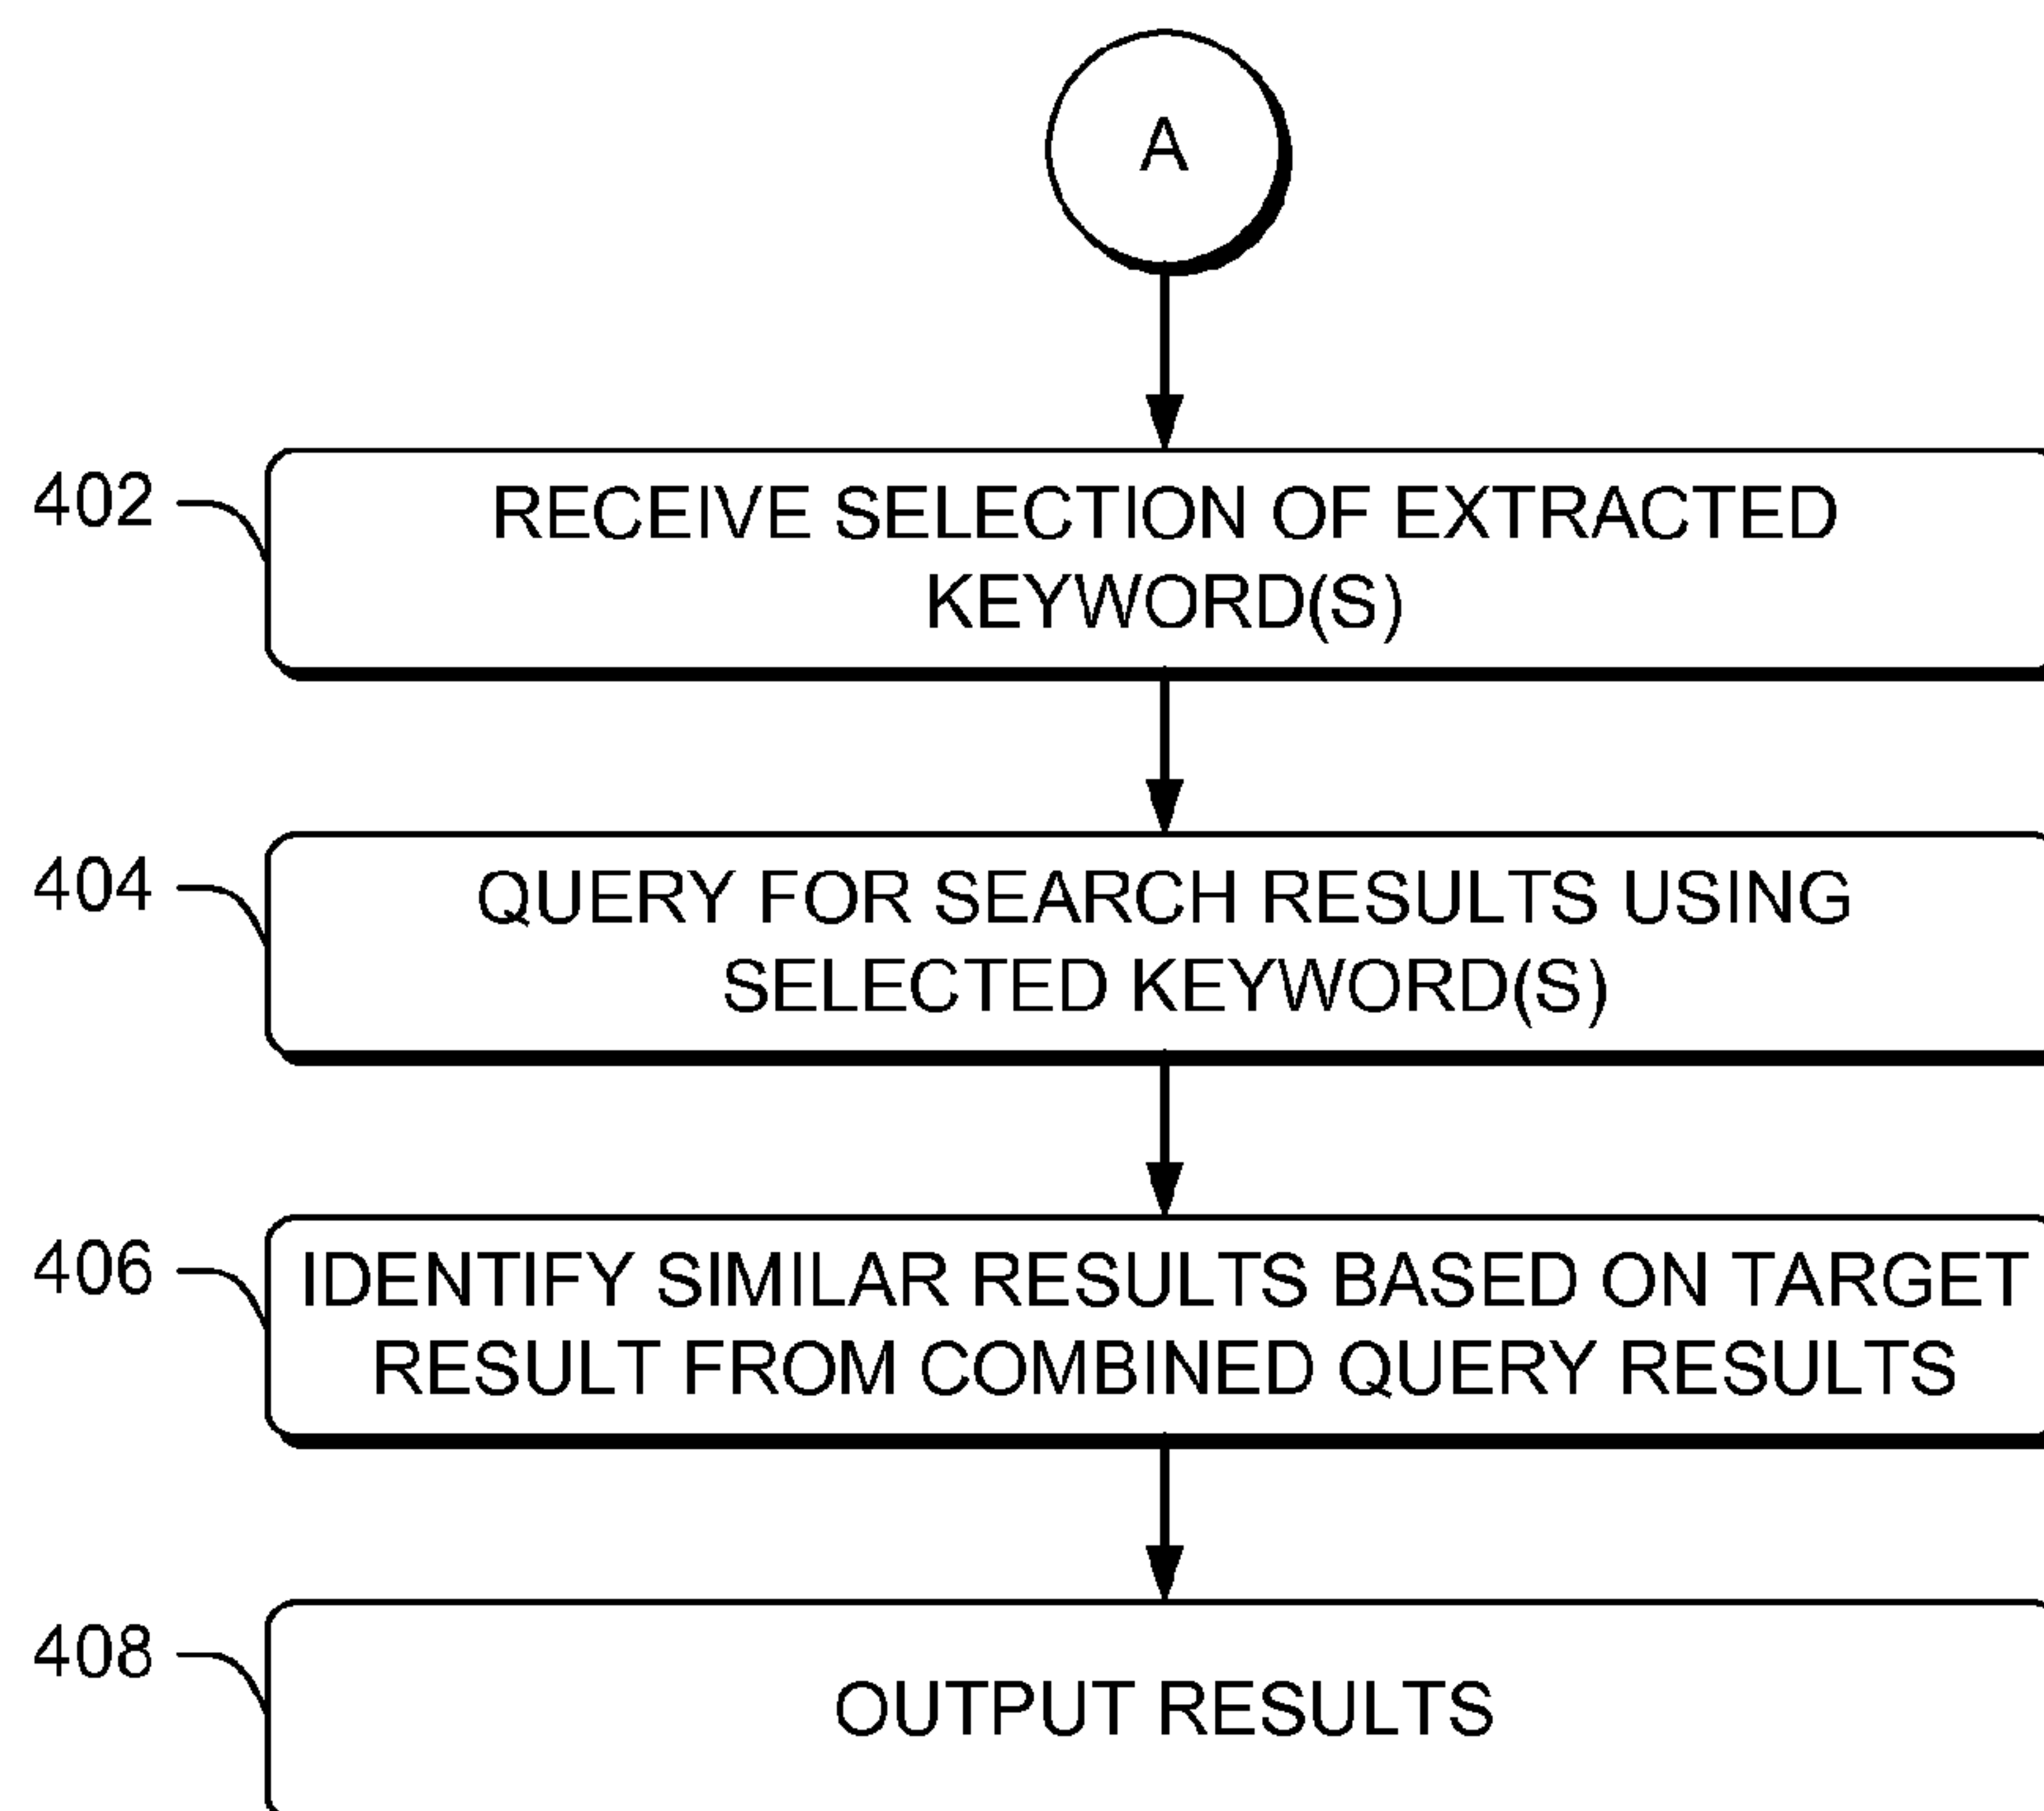 A
402
RECEIVE SELECTION OF EXTRACTED
KEYWORD(S)
404
QUERY FOR SEARCH RESULTS USING
SELECTED KEYWORD(S)
406
IDENTIFY SIMILAR RESULTS BASED ON TARGET
RESULT FROM COMBINED QUERY RESULTS
408
OUTPUT RESULTS